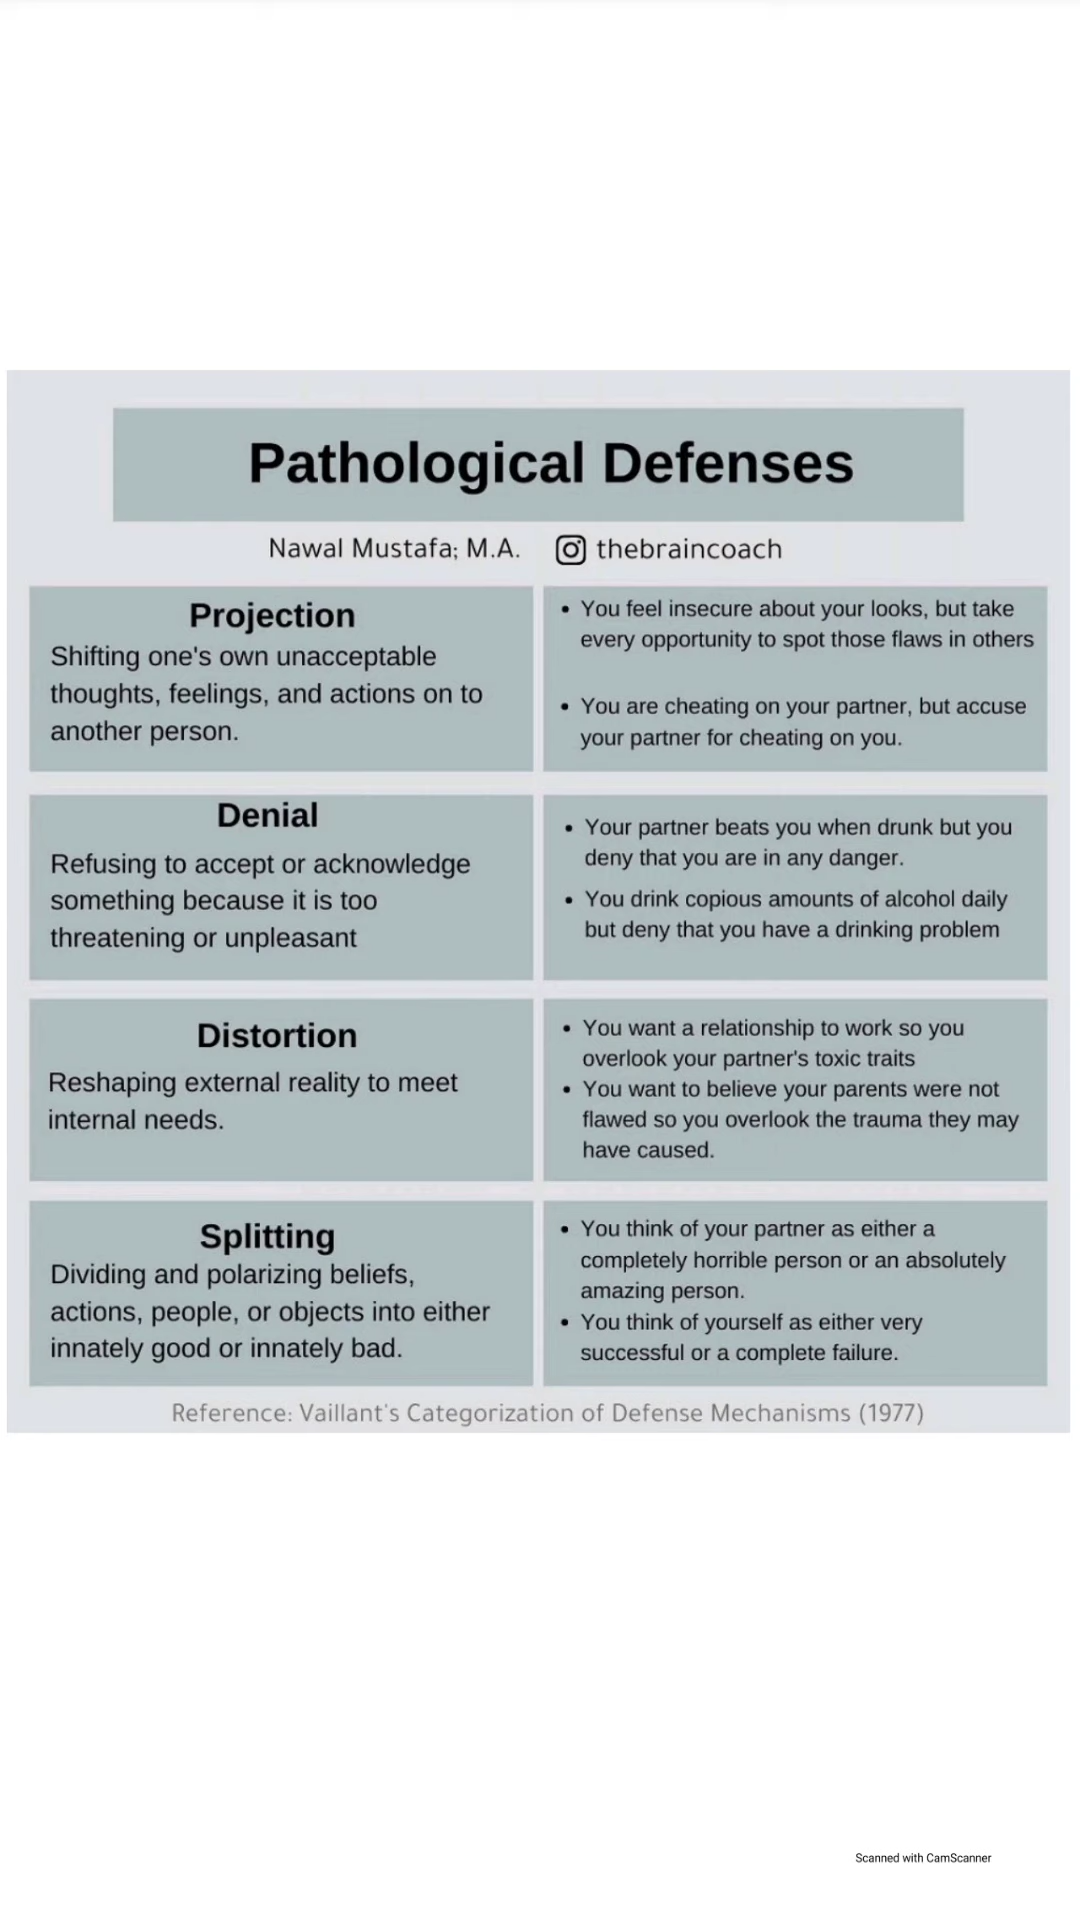 Pathological Defenses
Nawal Mustafa; M.A. thebraincoach
Projection
Shifting one's own unacceptable
thoughts, feelings, and actions on to
another person.
• You feel insecure about your looks, but take
every opportunity to spot those flaws in others
• You are cheating on your partner, but accuse
your partner for cheating on you.
Denial
Refusing to accept or acknowledge
something because it is too
threatening or unpleasant
• Your partner beats you when drunk but you
deny that you are in any danger.
• You drink copious amounts of alcohol daily
but deny that you have a drinking problem
Distortion
Reshaping external reality to meet
internal needs.
• You want a relationship to work so you
overlook your partner's toxic traits
• You want to believe your parents were not
flawed so you overlook the trauma they may
have caused.
Splitting
Dividing and polarizing beliefs,
actions, people, or objects into either
innately good or innately bad.
• You think of your partner as either a
completely horrible person or an absolutely
amazing person.
• You think of yourself as either very
successful or a complete failure.
Reference: Vaillant's Categorization of Defense Mechanisms (1977)
Scanned with CamScanner